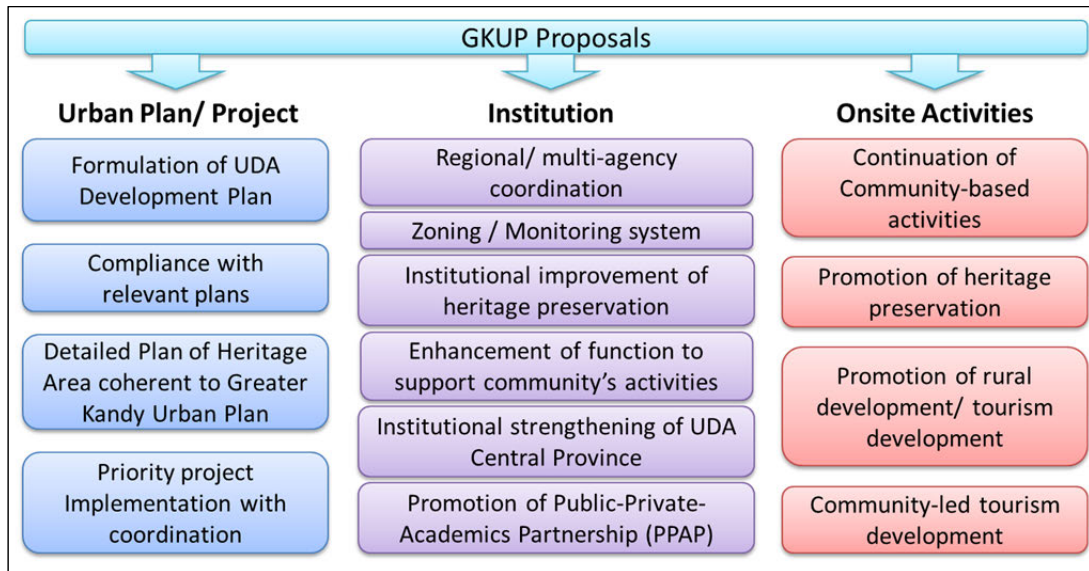 GKUP Proposals
Urban Plan/ Project
Formulation of UDA
Development Plan
Compliance with
relevant plans
Detailed Plan of Heritage
Area coherent to Greater
Kandy Urban Plan
Priority project
Implementation with
coordination
Institution
Regional/ multi-agency
coordination
Zoning / Monitoring system
Institutional improvement of
heritage preservation
Enhancement of function to
support community’s activities
Institutional strengthening of UDA
Central Province
Promotion of Public-Private-
Academics Partnership (PPAP)
Onsite Activities
Continuation of
Community-based
activities
Promotion of heritage
preservation
Promotion of rural
development/ tourism
development
Community-led tourism
development